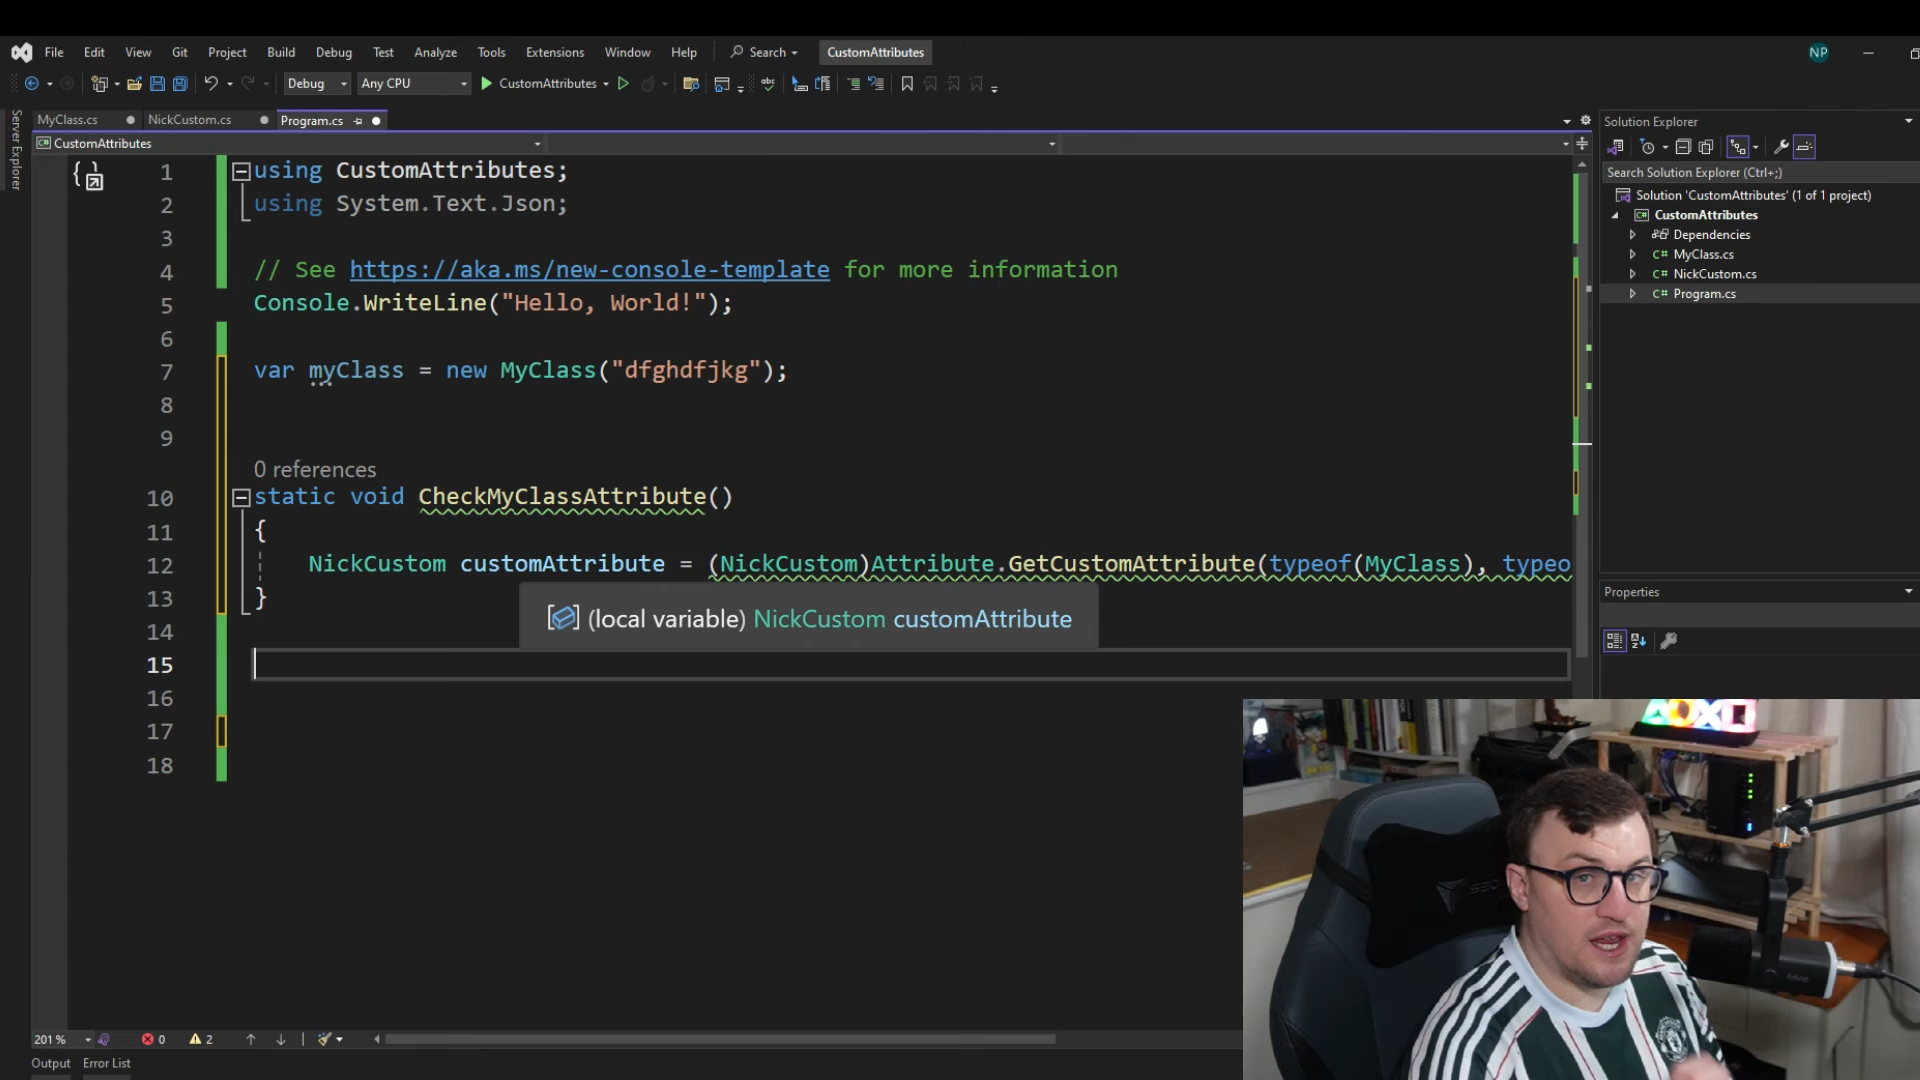 File Edit View Git Project Build Debug Test Analyze Tools Extensions Window Help Search CustomAttributes NP
Debug Any CPU CustomAttributes
MyClass.cs NickCustom.cs Program.cs
CustomAttributes
Server Explorer
1 using CustomAttributes;
2 using System.Text.Json;
3
4 // See https://aka.ms/new-console-template for more information
5 Console.WriteLine("Hello, World!");
6
7 var myClass = new MyClass("dfghdfjkg");
8
9
0 references
10 static void CheckMyClassAttribute()
11 {
12 NickCustom customAttribute = (NickCustom)Attribute.GetCustomAttribute(typeof(MyClass), typeo
13 }
(local variable) NickCustom customAttribute
14
15
16
17
18
201 % 0 2
Output Error List
Solution Explorer
Search Solution Explorer (Ctrl+;)
Solution 'CustomAttributes' (1 of 1 project)
C# CustomAttributes
Dependencies
C# MyClass.cs
C# NickCustom.cs
C# Program.cs
Properties